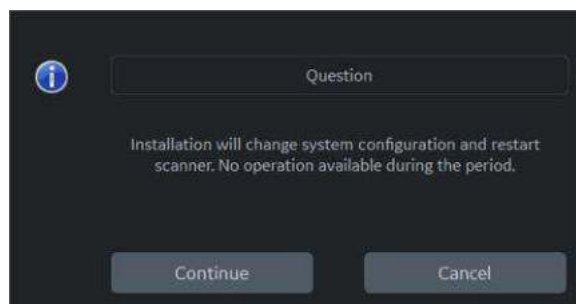 Question
Installation will change system configuration and restart
scanner. No operation available during the period.
Continue
Cancel